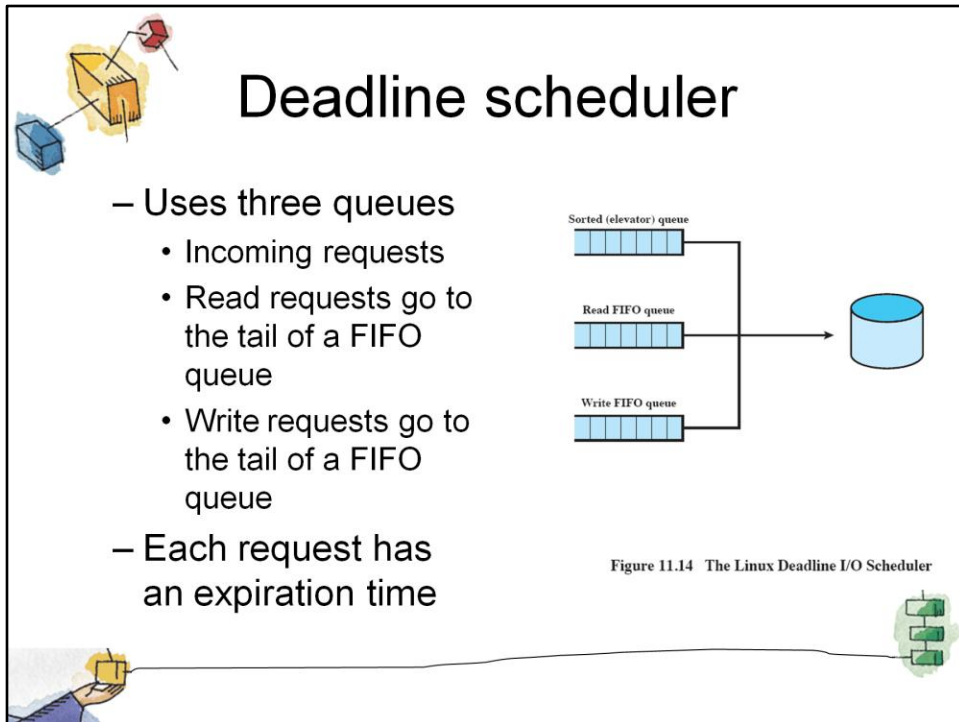 Deadline scheduler
– Uses three queues
• Incoming requests
• Read requests go to
the tail of a FIFO
queue
• Write requests go to
the tail of a FIFO
queue
– Each request has
an expiration time
Sorted (elevator) queue
Read FIFO queue
Write FIFO queue
Figure 11.14 The Linux Deadline I/O Scheduler